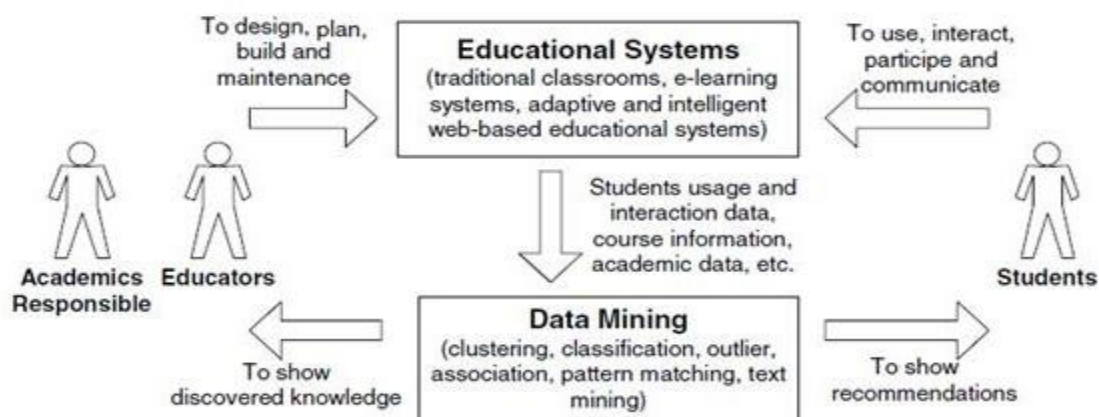 To design, plan,
build and
maintenance
Educational Systems
(traditional classrooms, e-learning
systems, adaptive and intelligent
web-based educational systems)
To use, interact,
participe and
communicate
Students usage and
interaction data,
course information,
academic data, etc.
Academics
Responsible
Educators
Students
Data Mining
(clustering, classification, outlier,
association, pattern matching, text
mining)
To show
discovered knowledge
To show
recommendations